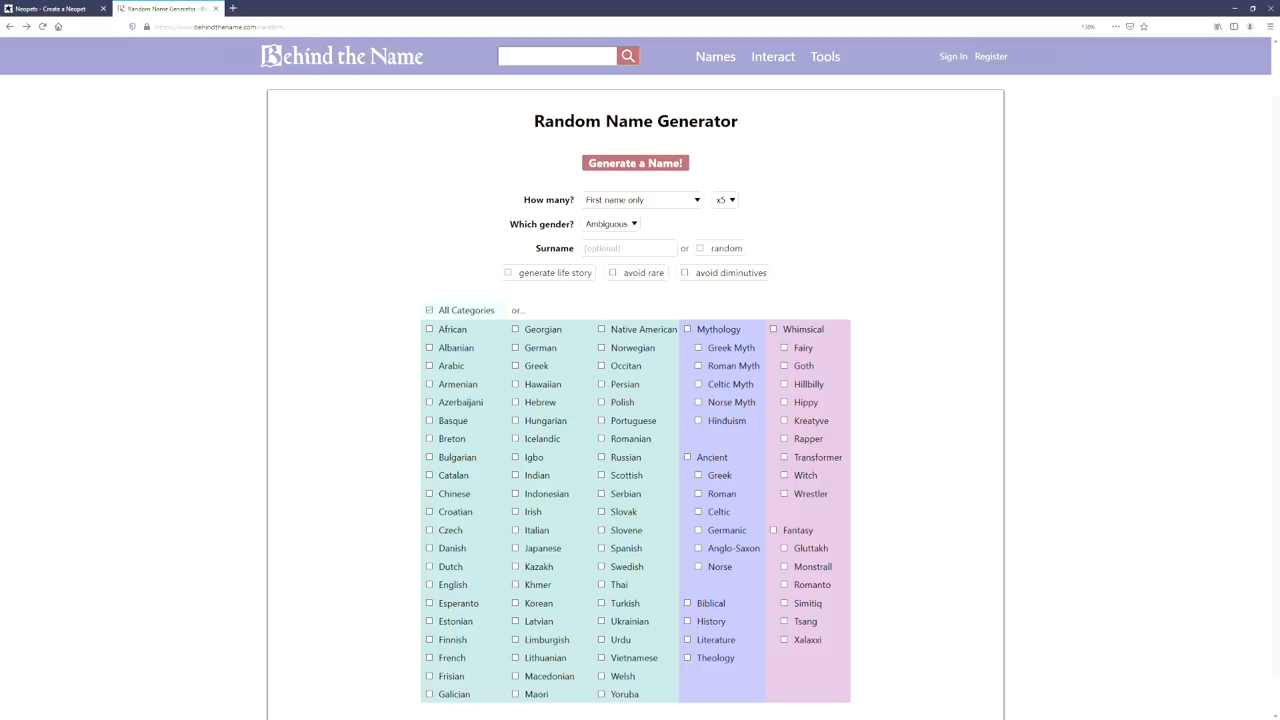 Neopets - Create a Neopet
Random Name Generator - B
https://www.behindthename.com/random/
130%
Behind the Name
Names Interact Tools
Sign In Register
Random Name Generator
Generate a Name!
How many? First name only x5
Which gender? Ambiguous
Surname (optional) or random
generate life story avoid rare avoid diminutives
All Categories or...
African Georgian Native American Mythology Whimsical
Albanian German Norwegian Greek Myth Fairy
Arabic Greek Occitan Roman Myth Goth
Armenian Hawaiian Persian Celtic Myth Hillbilly
Azerbaijani Hebrew Polish Norse Myth Hippy
Basque Hungarian Portuguese Hinduism Kreatyve
Breton Icelandic Romanian Rapper
Bulgarian Igbo Russian Ancient Transformer
Catalan Indian Scottish Greek Witch
Chinese Indonesian Serbian Roman Wrestler
Croatian Irish Slovak Celtic
Czech Italian Slovene Germanic Fantasy
Danish Japanese Spanish Anglo-Saxon Gluttakh
Dutch Kazakh Swedish Norse Monstrall
English Khmer Thai Romanto
Esperanto Korean Turkish Biblical Simitiq
Estonian Latvian Ukrainian History Tsang
Finnish Limburgish Urdu Literature Xalaxxi
French Lithuanian Vietnamese Theology
Frisian Macedonian Welsh
Galician Maori Yoruba